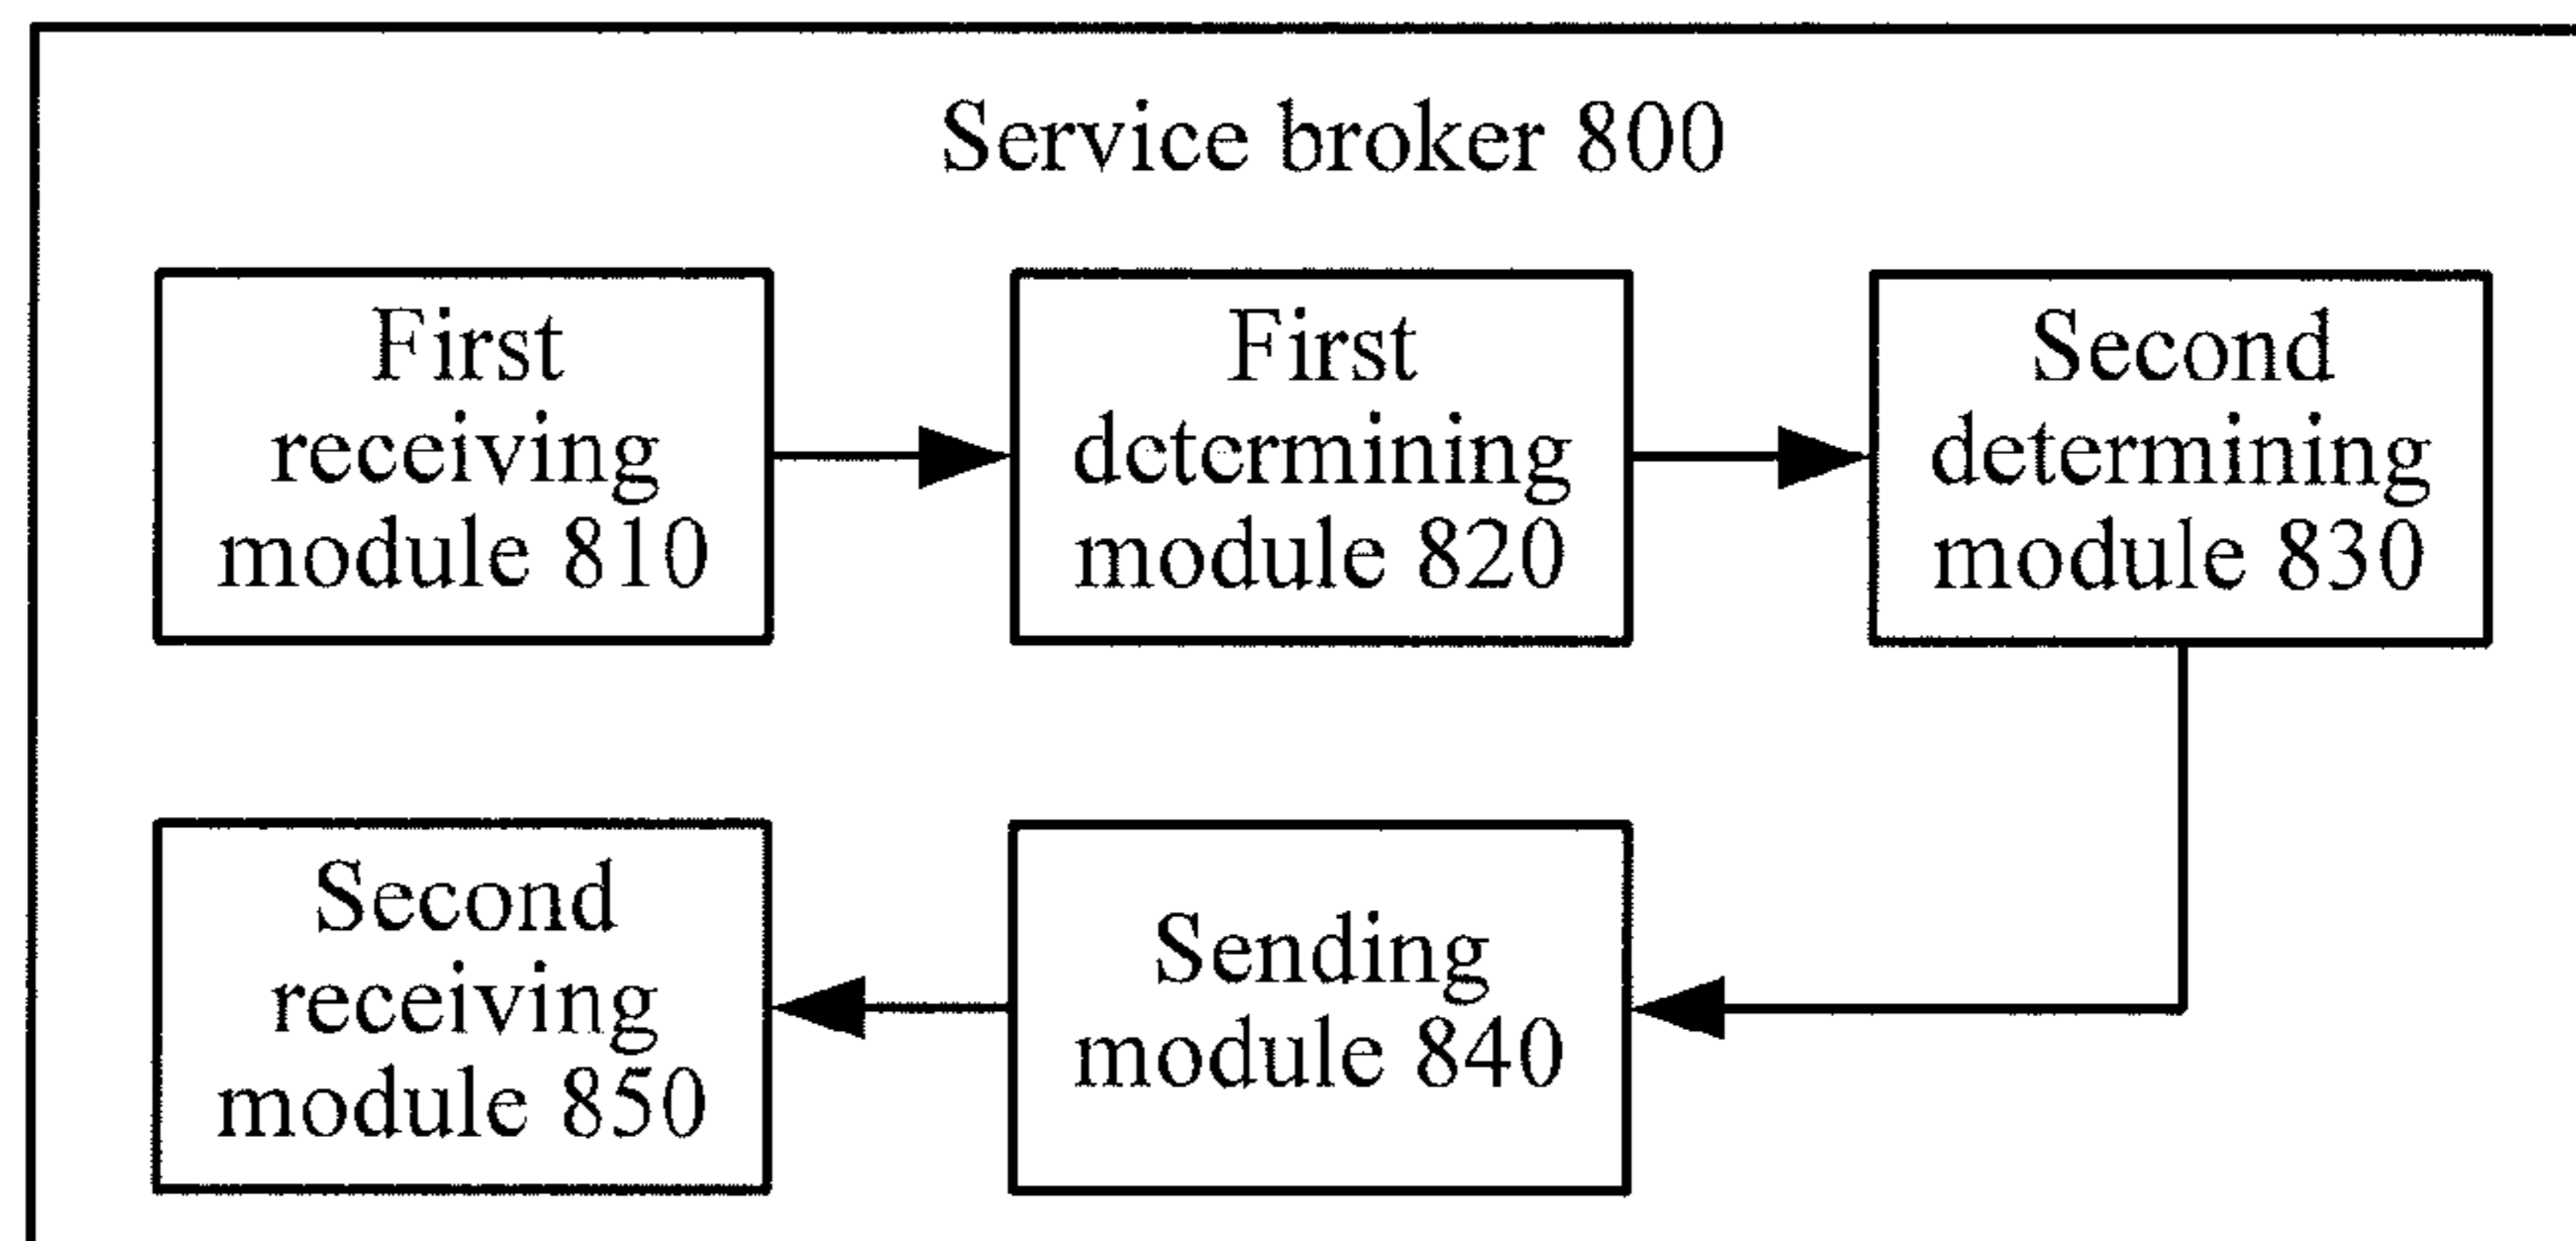 Service broker 800
First
receiving
module 810
First
determining
module 820
Second
determining
module 830
Second
receiving
module 850
Sending
module 840